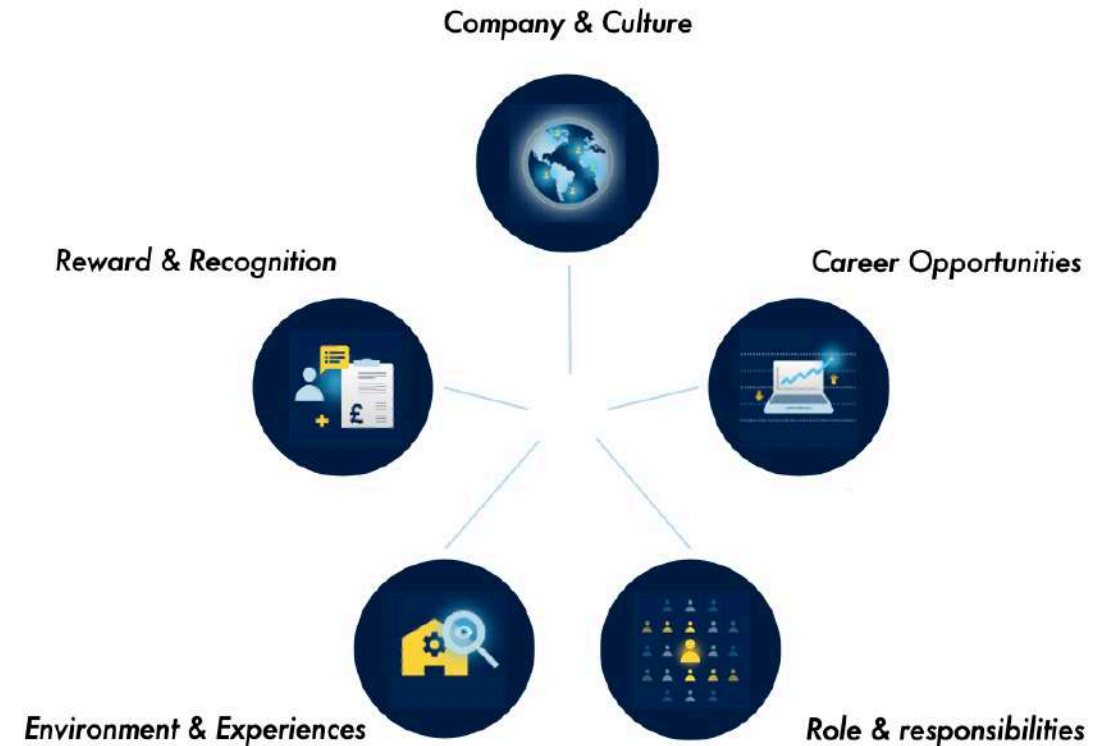 Company & Culture
Reward & Recognition
Career Opportunities
£
Environment & Experiences
Role & responsibilities